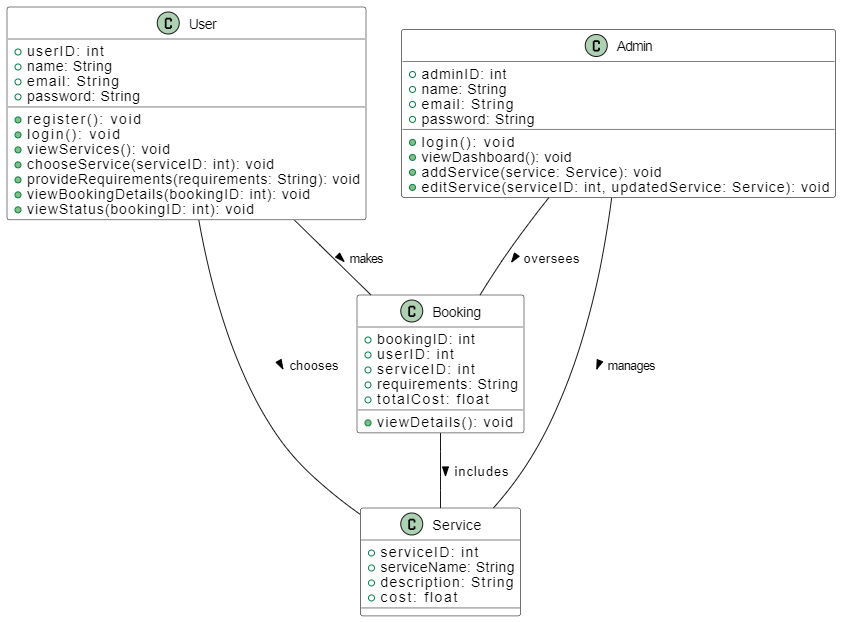 C User
userID: int
name: String
email: String
password: String
register(): void
login(): void
viewServices(): void
chooseService(serviceID: int): void
provideRequirements(requirements: String): void
viewBookingDetails(bookingID: int): void
viewStatus(bookingID: int): void
C Admin
adminID: int
name: String
email: String
password: String
login(): void
viewDashboard(): void
addService(service: Service): void
editService(serviceID: int, updatedService: Service): void
makes
oversees
C Booking
bookingID: int
userID: int
serviceID: int
requirements: String
totalCost: float
viewDetails(): void
chooses
manages
includes
C Service
serviceID: int
serviceName: String
description: String
cost: float